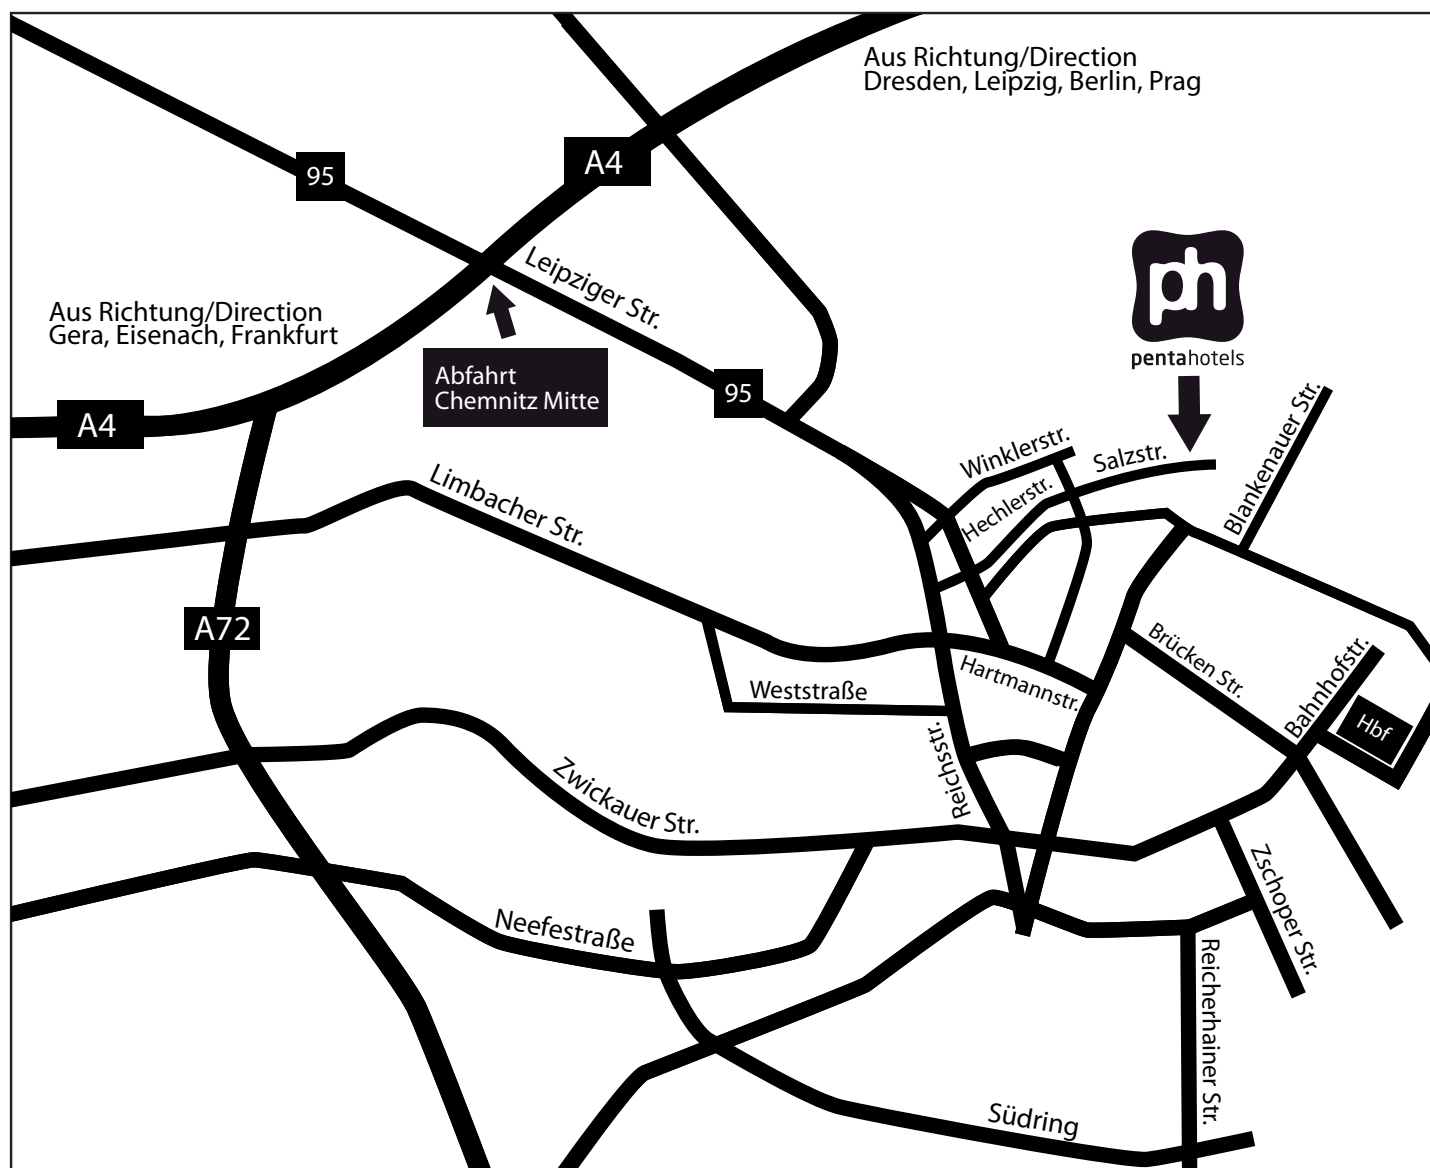 Aus Richtung/Direction
Dresden, Leipzig, Berlin, Prag
A4
95
Leipziger Str.
ph
pentahotels
Aus Richtung/Direction
Gera, Eisenach, Frankfurt
Abfahrt
Chemnitz Mitte
95
A4
Blankenauer Str.
Winklerstr.
Salzstr.
Hechlerstr.
Limbacher Str.
A72
Brücken Str.
Bahnhofstr.
Hbf
Hartmannstr.
Weststraße
Reichsstr.
Zwickauer Str.
Zschoper Str.
Neefestraße
Reicherhainer Str.
Südring